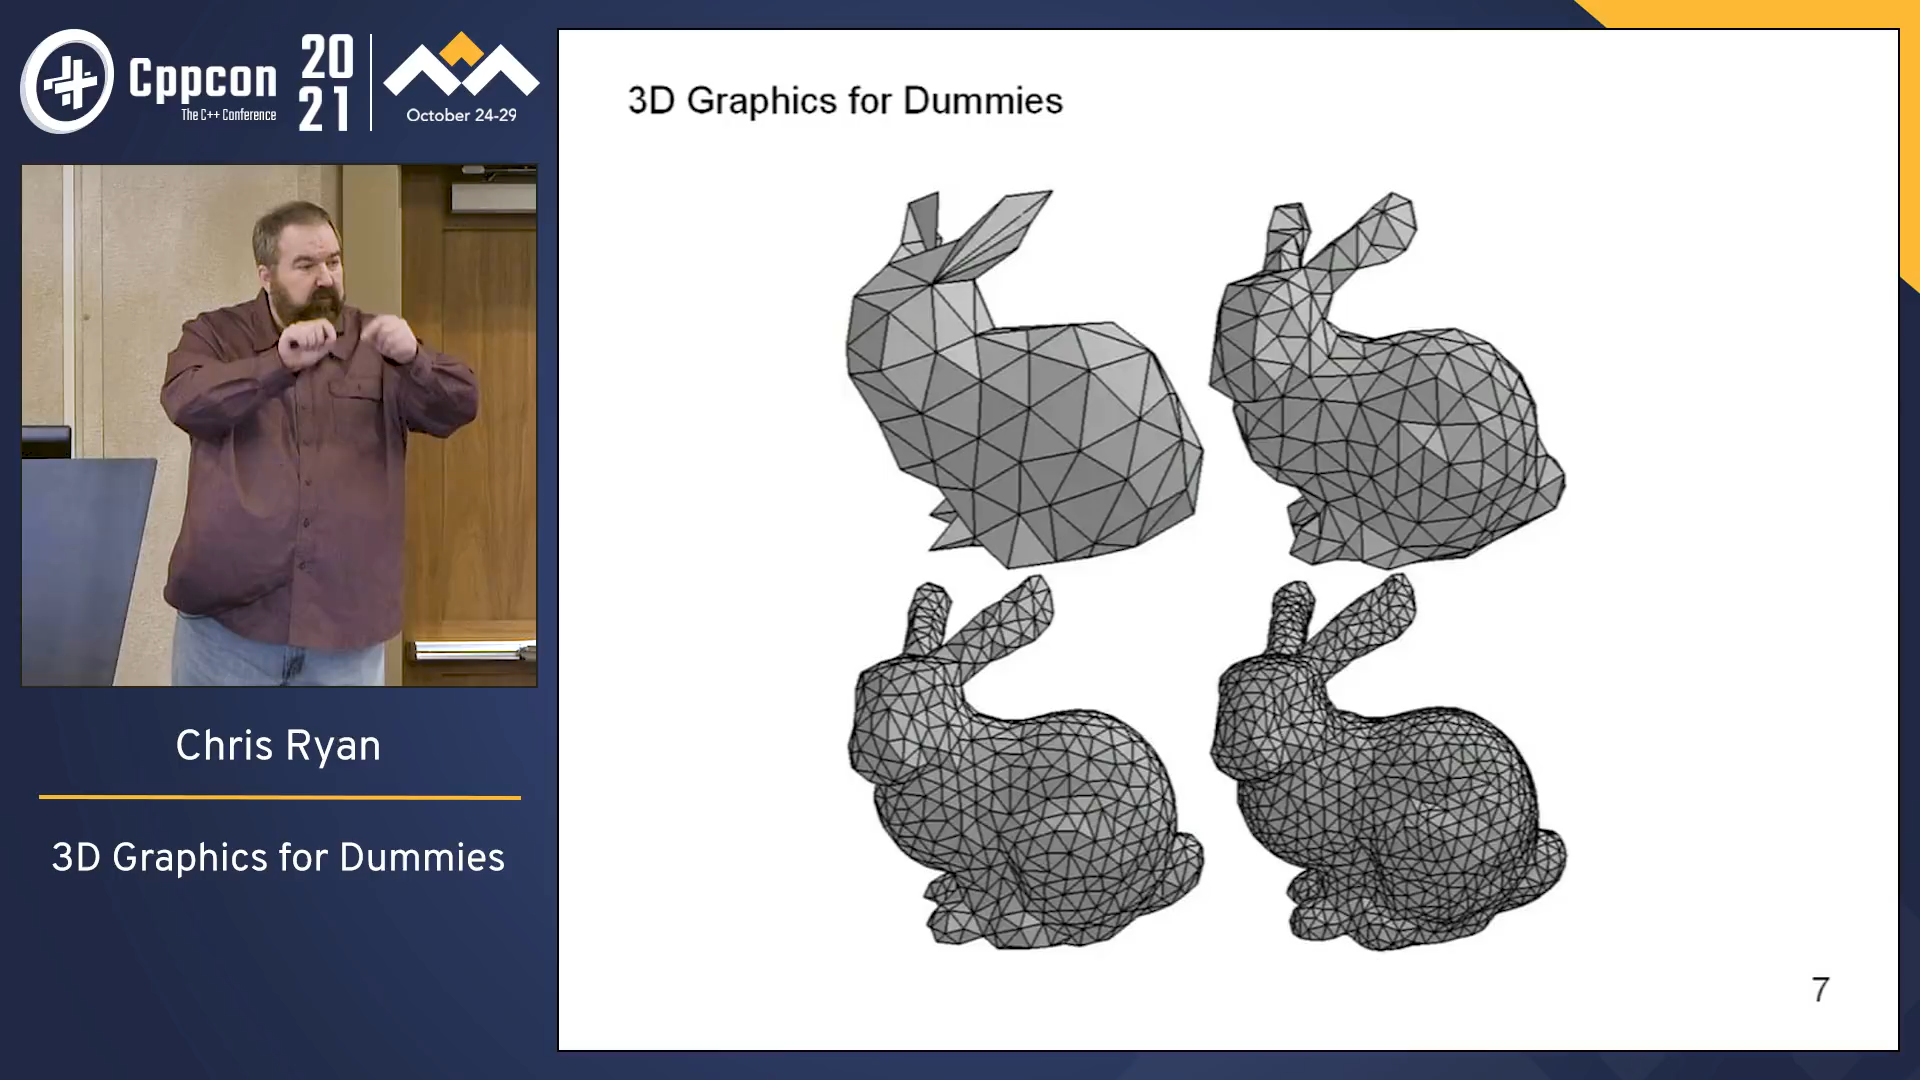 Cppcon
The C++ Conference
20
21
October 24-29
3D Graphics for Dummies
Chris Ryan
3D Graphics for Dummies
7